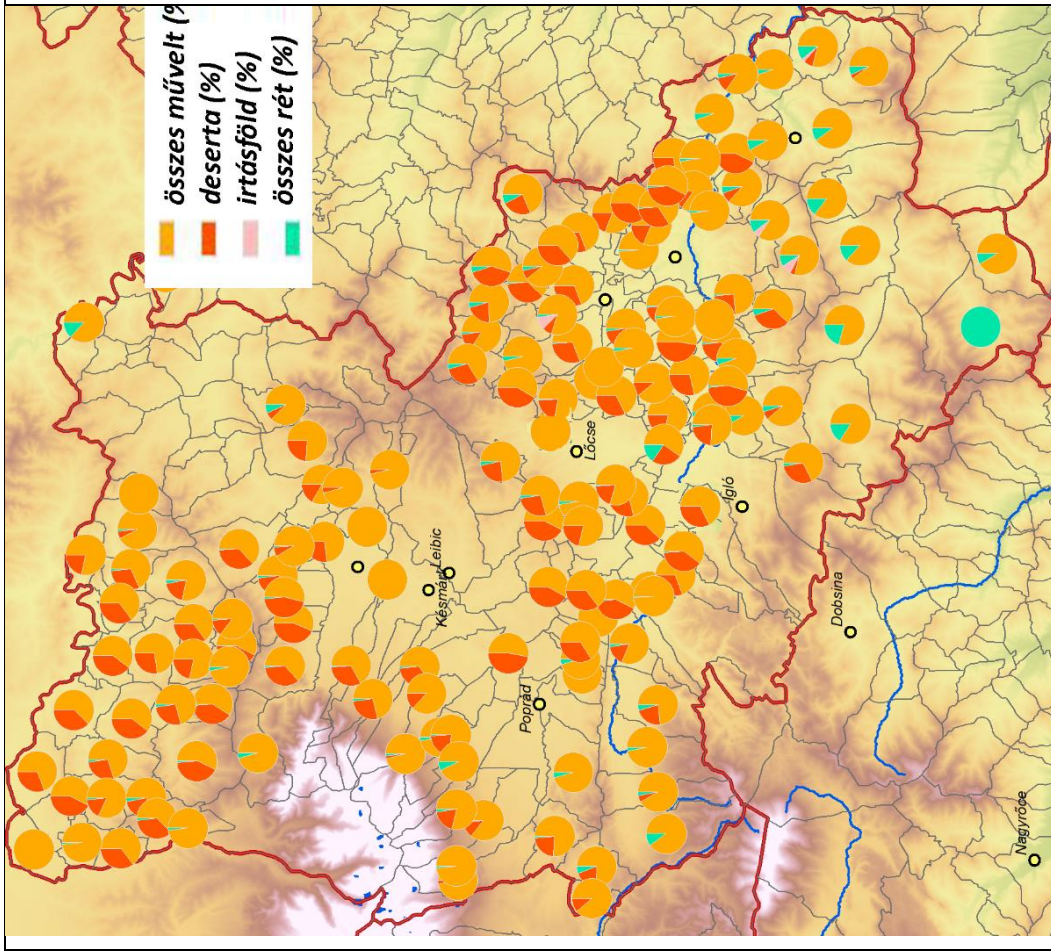 összes művelt (%
deserta (%)
irtásföld (%)
összes rét (%)
Lőcse
Igló
Leibic
Késmárk
Poprád
Dobsina
Nagyrőce